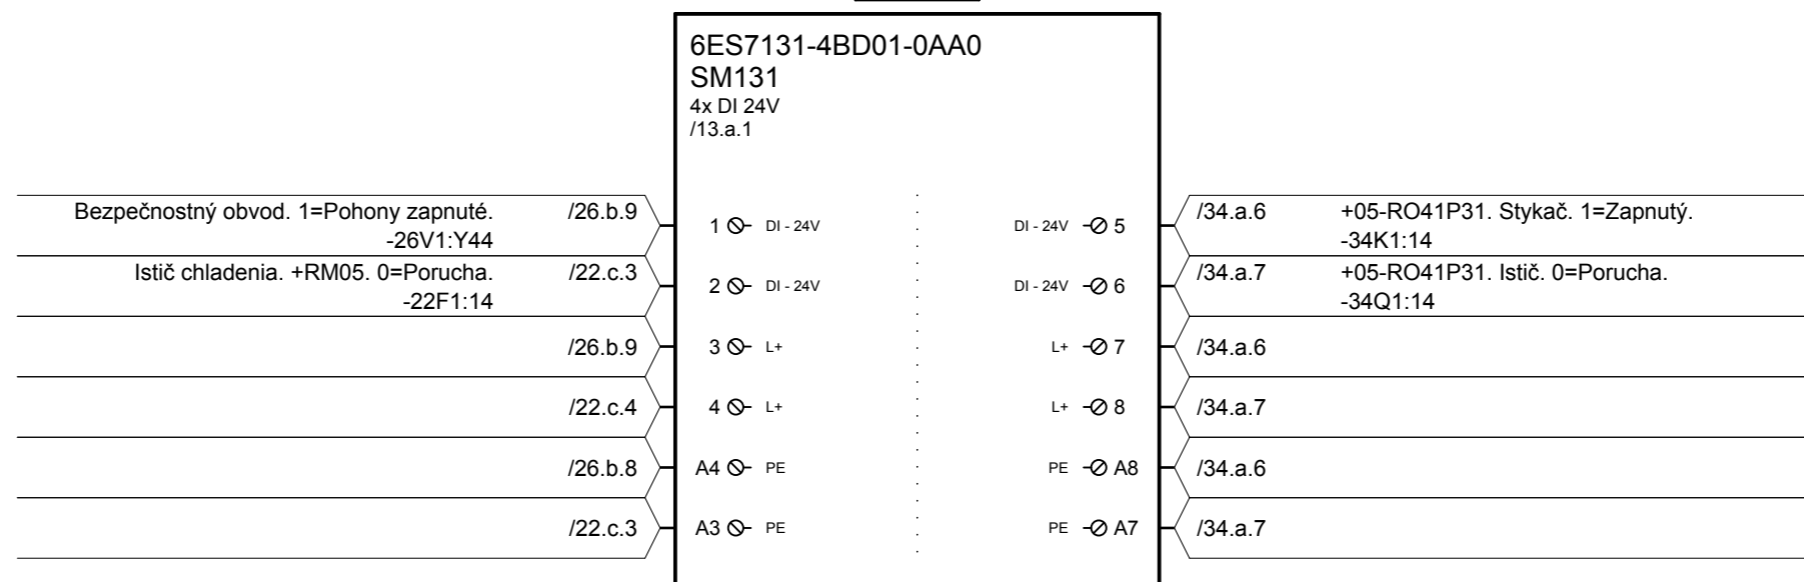 6ES7131-4BD01-0AA0
SM131
4x DI 24V
/13.a.1
Bezpečnostný obvod. 1=Pohony zapnuté. /26.b.9 1 DI - 24V DI - 24V 5 /34.a.6 +05-RO41P31. Stykač. 1=Zapnutý.
-26V1:Y44 -34K1:14
Istič chladenia. +RM05. 0=Porucha. /22.c.3 2 DI - 24V DI - 24V 6 /34.a.7 +05-RO41P31. Istič. 0=Porucha.
-22F1:14 -34Q1:14
/26.b.9 3 L+ L+ 7 /34.a.6
/22.c.4 4 L+ L+ 8 /34.a.7
/26.b.8 A4 PE PE A8 /34.a.6
/22.c.3 A3 PE PE A7 /34.a.7